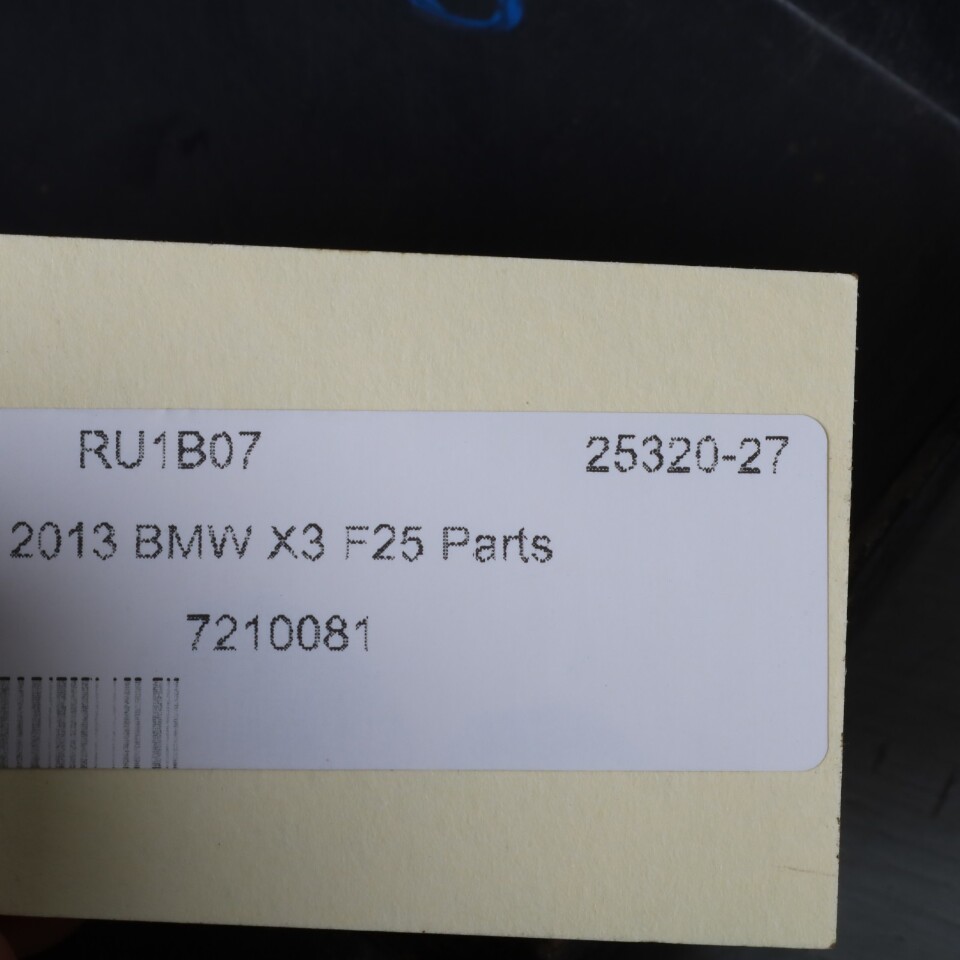 RU1B07 25320-27
2013 BMW X3 F25 Parts
7210081